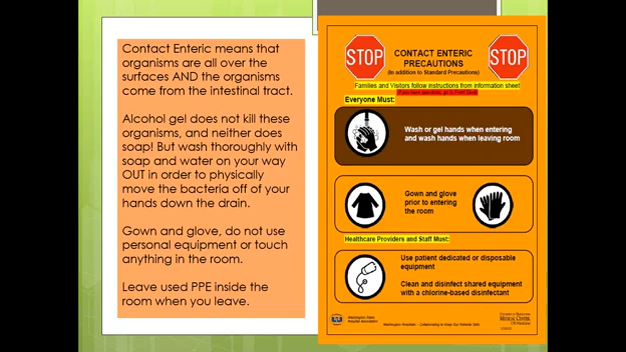 Contact Enteric means that
organisms are all over the
surfaces AND the organisms
come from the intestinal tract.
Alcohol gel does not kill these
organisms, and neither does
soap! But wash thoroughly with
soap and water on your way
OUT in order to physically
move the bacteria off of your
hands down the drain.
Gown and glove, do not use
personal equipment or touch
anything in the room.
Leave used PPE inside the
room when you leave.
STOP
CONTACT ENTERIC
PRECAUTIONS
(In addition to Standard Precautions)
STOP
Families and Visitors follow instructions from information sheet
Everyone Must:
Wash or gel hands when entering
and wash hands when leaving room
Gown and glove
prior to entering
the room
Healthcare Providers and Staff Must:
Use patient dedicated or disposable
equipment
Clean and disinfect shared equipment
with a chlorine-based disinfectant
Washington State
Hospital Association